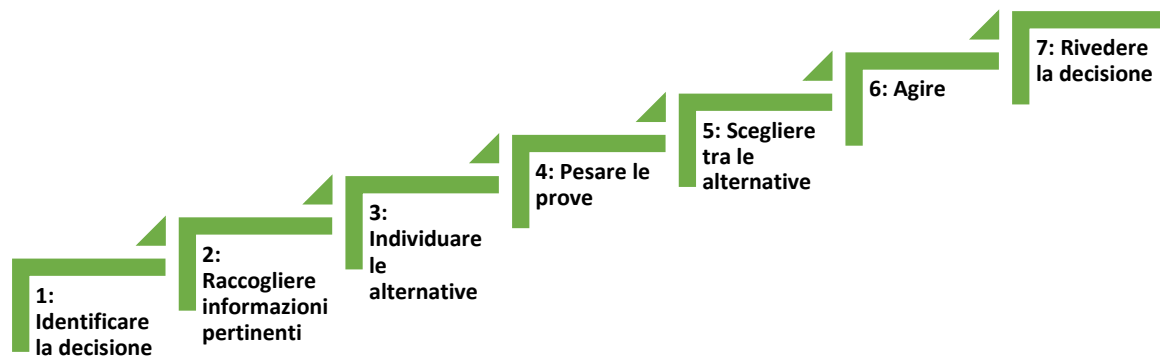 1:
Identificare
la decisione
2:
Raccogliere
informazioni
pertinenti
3:
Individuare
le
alternative
4: Pesare le
prove
5: Scegliere
tra le
alternative
6: Agire
7: Rivedere
la decisione